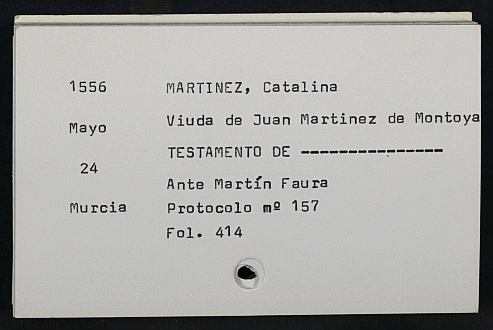 1556 MARTINEZ, Catalina
Mayo Viuda de Juan Martinez de Montoya
TESTAMENTO DE ---------------
24
Ante Martín Faura
Murcia Protocolo mº 157
Fol. 414